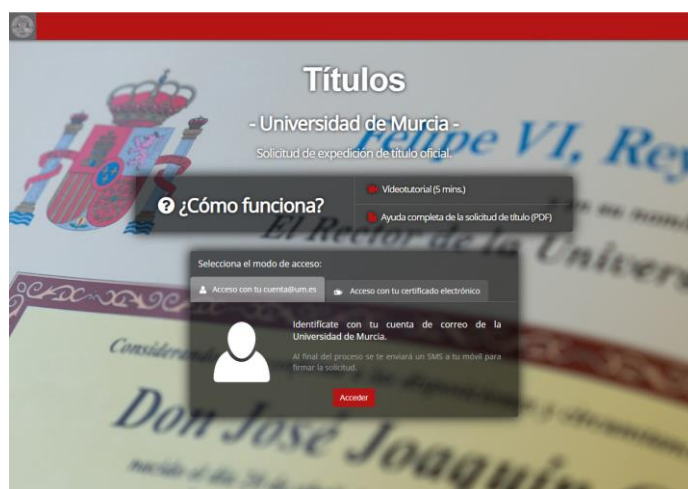 Títulos
- Universidad de Murcia -
Solicitud de expedición de título oficial.
¿Cómo funciona?
Vídeotutorial (5 mins.)
Ayuda completa de la solicitud de título (PDF)
Selecciona el modo de acceso:
Acceso con tu cuenta@um.es
Acceso con tu certificado electrónico
Identifícate con tu cuenta de correo de la
Universidad de Murcia.
Al final del proceso se te enviará un SMS a tu móvil para
firmar la solicitud.
Acceder
Felipe VI, Rey
El Rector de la Univers
Considerando
Don José Joaquín